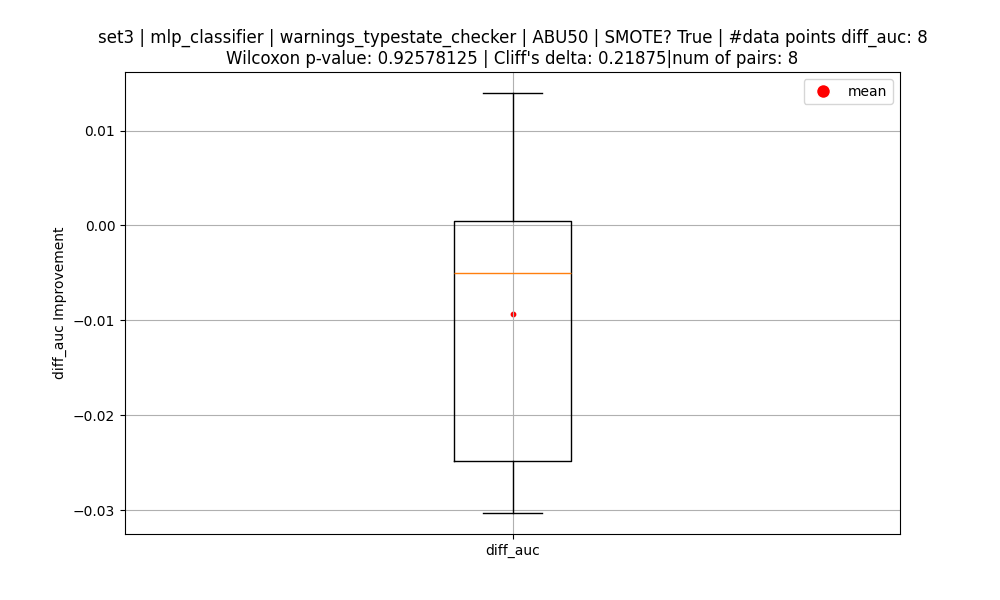 set3 | mlp_classifier | warnings_typestate_checker | ABU50 | SMOTE? True | #data points diff_auc: 8
Wilcoxon p-value: 0.92578125 | Cliff's delta: 0.21875|num of pairs: 8
mean
0.01
0.00
−0.01
−0.02
−0.03
diff_auc Improvement
diff_auc